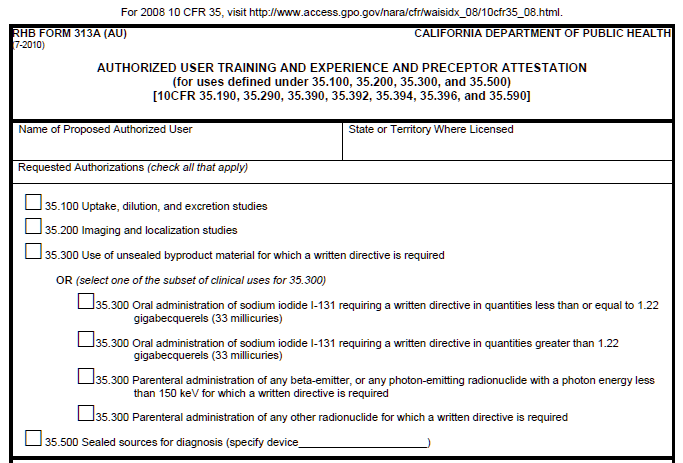 For 2008 10 CFR 35, visit http://www.access.gpo.gov/nara/cfr/waisidx_08/10cfr35_08.html.
RHB FORM 313A (AU) CALIFORNIA DEPARTMENT OF PUBLIC HEALTH
(7-2010)
AUTHORIZED USER TRAINING AND EXPERIENCE AND PRECEPTOR ATTESTATION
(for uses defined under 35.100, 35.200, 35.300, and 35.500)
[10CFR 35.190, 35.290, 35.390, 35.392, 35.394, 35.396, and 35.590]
Name of Proposed Authorized User State or Territory Where Licensed
Requested Authorizations (check all that apply)
35.100 Uptake, dilution, and excretion studies
35.200 Imaging and localization studies
35.300 Use of unsealed byproduct material for which a written directive is required
OR (select one of the subset of clinical uses for 35.300)
35.300 Oral administration of sodium iodide I-131 requiring a written directive in quantities less than or equal to 1.22
gigabecquerels (33 millicuries)
35.300 Oral administration of sodium iodide I-131 requiring a written directive in quantities greater than 1.22
gigabecquerels (33 millicuries)
35.300 Parenteral administration of any beta-emitter, or any photon-emitting radionuclide with a photon energy less
than 150 keV for which a written directive is required
35.300 Parenteral administration of any other radionuclide for which a written directive is required
35.500 Sealed sources for diagnosis (specify device_____________________)